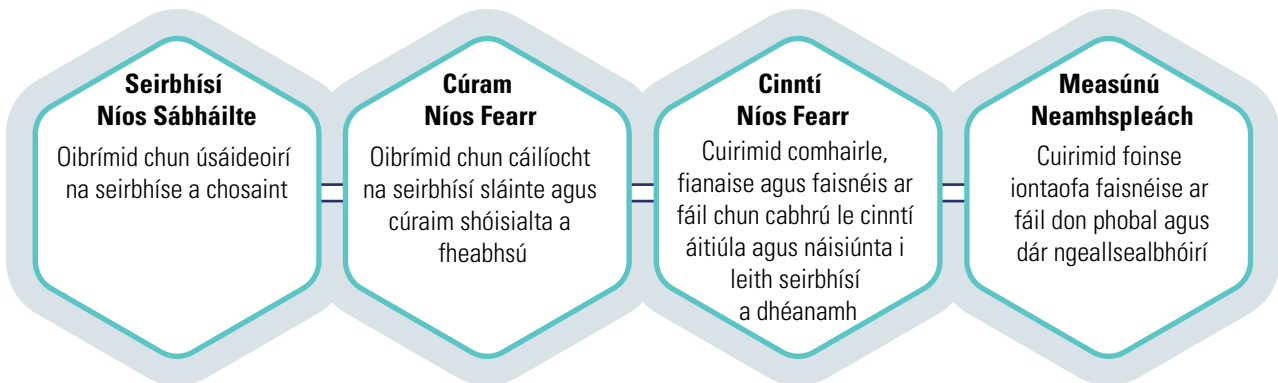 Seirbhísí
Níos Sábháilte
Oibrímid chun úsáideoirí
na seirbhíse a chosaint
Cúram
Níos Fearr
Oibrímid chun cáilíocht
na seirbhísí sláinte agus
cúraim shóisialta a
fheabhsú
Cinntí
Níos Fearr
Cuirimid comhairle,
fianaise agus faisnéis ar
fáil chun cabhrú le cinntí
áitiúla agus náisiúnta i
leith seirbhísí
a dhéanamh
Measúnú
Neamhspleách
Cuirimid foinse
iontaofa faisnéise ar
fáil don phobal agus
dár ngeallsealbhóirí